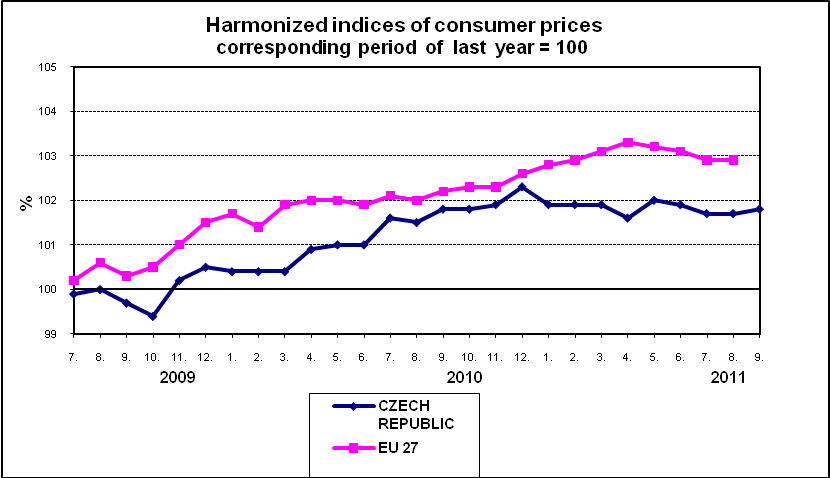 Harmonized indices of consumer prices
corresponding period of last year = 100
105
104
103
102
101
100
99
%
7. 8. 9. 10. 11. 12. 1. 2. 3. 4. 5. 6. 7. 8. 9. 10. 11. 12. 1. 2. 3. 4. 5. 6. 7. 8. 9.
2009 2010 2011
CZECH
REPUBLIC
EU 27